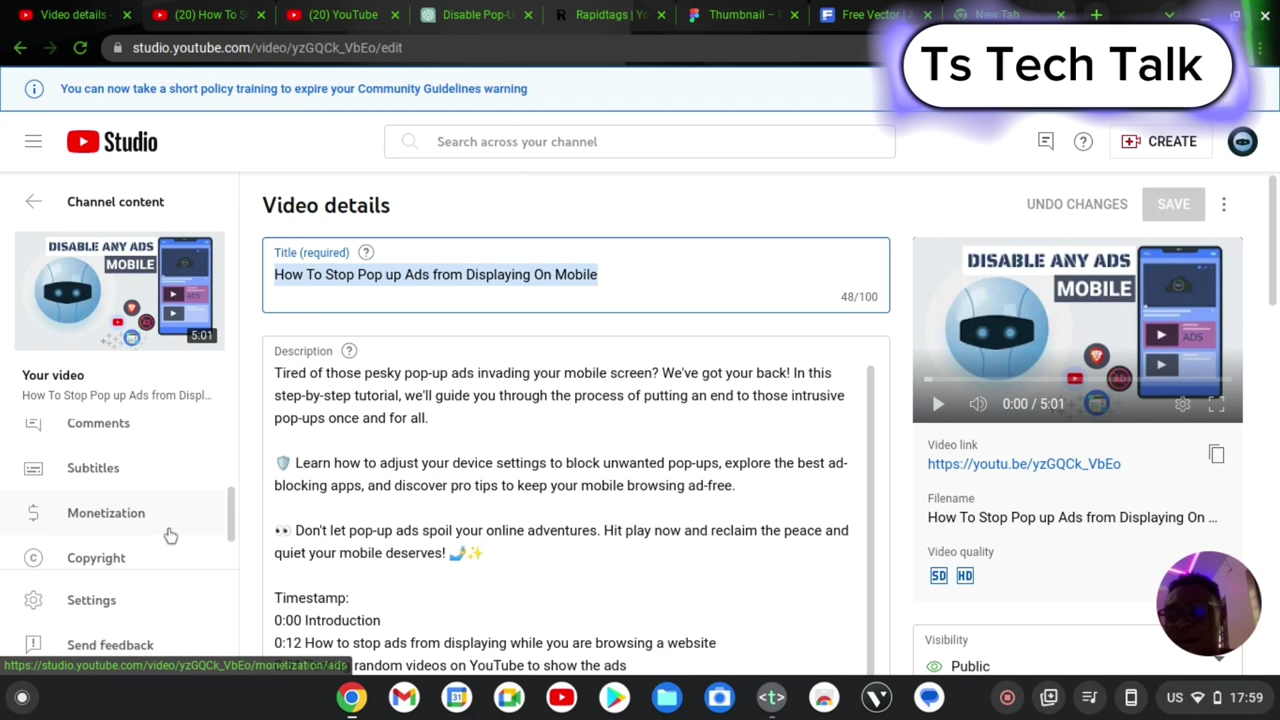 Video details
(20) How To S
(20) YouTube
Disable Pop-U
Rapidtags | Yo
Thumbnail –
Free Vector | A
New Tab
studio.youtube.com/video/yzGQCk_VbEo/edit
Ts Tech Talk
You can now take a short policy training to expire your Community Guidelines warning
Studio
Search across your channel
CREATE
Channel content
Video details
UNDO CHANGES
SAVE
DISABLE ANY ADS
MOBILE
ADS
5:01
Title (required)
How To Stop Pop up Ads from Displaying On Mobile
48/100
DISABLE ANY ADS
MOBILE
ADS
0:00 / 5:01
Your video
How To Stop Pop up Ads from Displ...
Comments
Subtitles
Monetization
Copyright
Settings
Send feedback
Description
Tired of those pesky pop-up ads invading your mobile screen? We've got your back! In this
step-by-step tutorial, we'll guide you through the process of putting an end to those intrusive
pop-ups once and for all.
🛡️ Learn how to adjust your device settings to block unwanted pop-ups, explore the best ad-
blocking apps, and discover pro tips to keep your mobile browsing ad-free.
👀 Don't let pop-up ads spoil your online adventures. Hit play now and reclaim the peace and
quiet your mobile deserves! 🤳✨
Timestamp:
0:00 Introduction
0:12 How to stop ads from displaying while you are browsing a website
random videos on YouTube to show the ads
Video link
https://youtu.be/yzGQCk_VbEo
Filename
How To Stop Pop up Ads from Displaying On ...
Video quality
SD HD
Visibility
Public
https://studio.youtube.com/video/yzGQCk_VbEo/monetization/ads
US 17:59